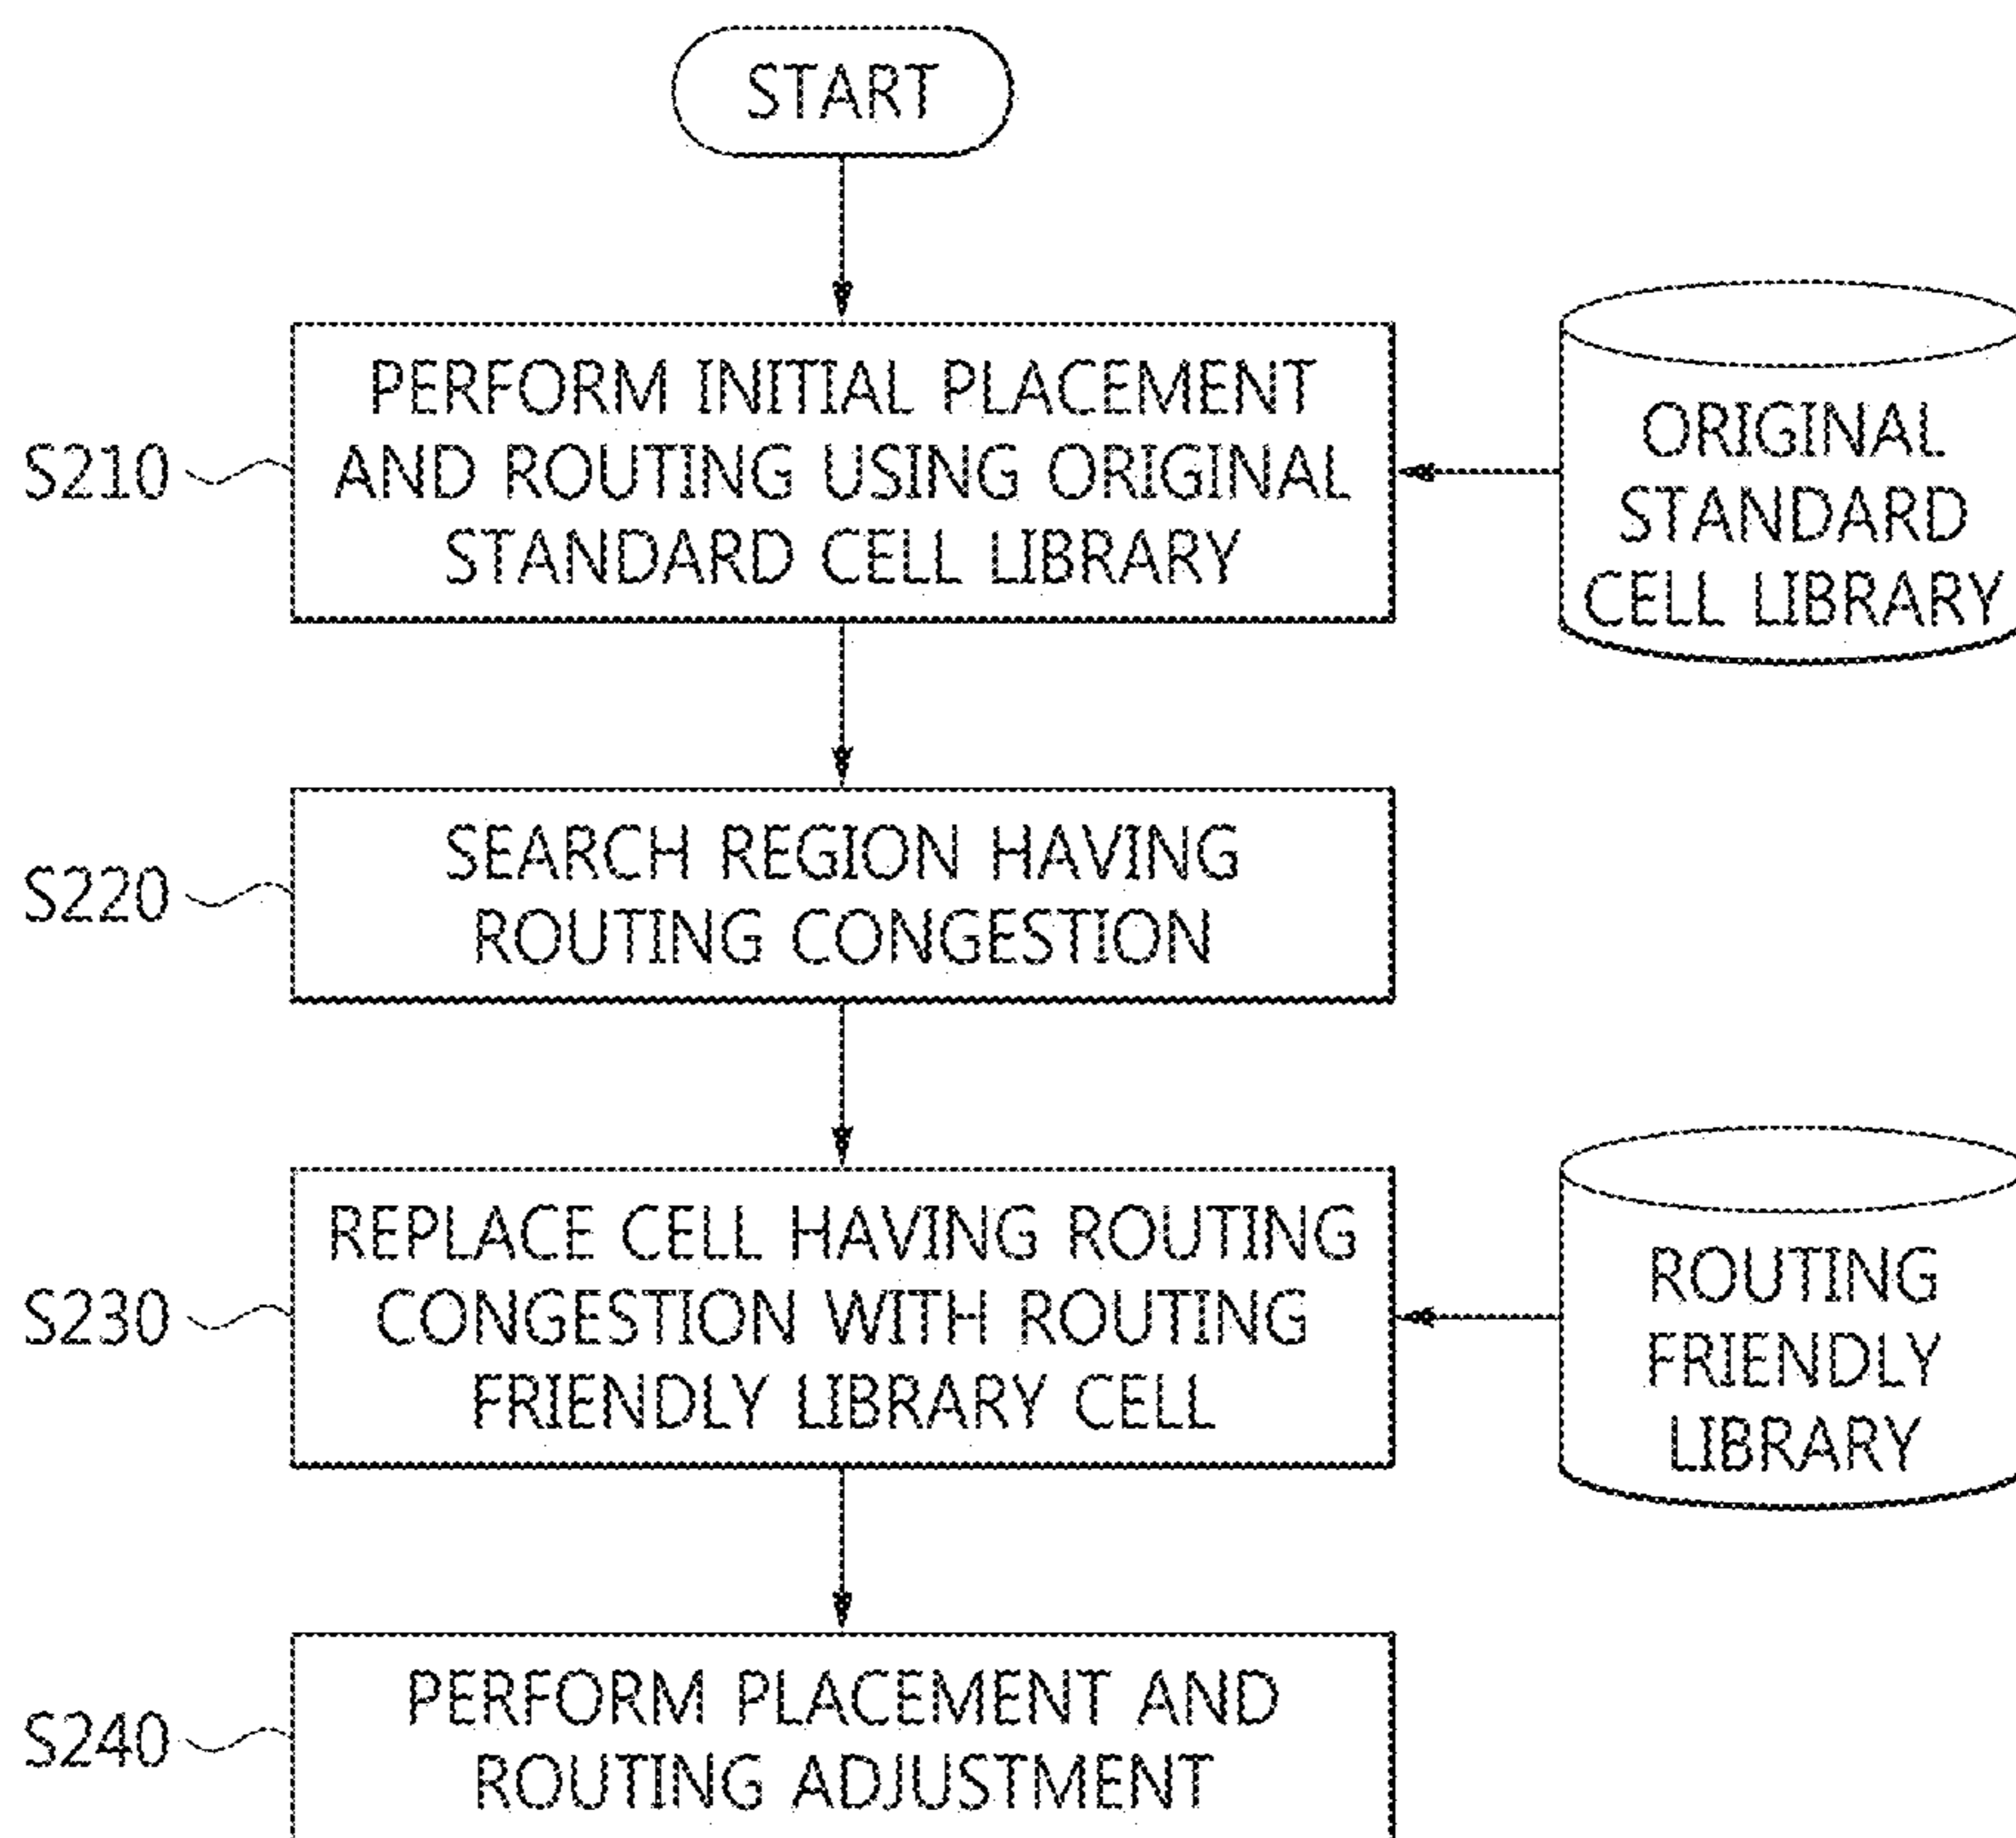 START
PERFORM INITIAL PLACEMENT
AND ROUTING USING ORIGINAL
STANDARD CELL LIBRARY
S210
ORIGINAL
STANDARD
CELL LIBRARY
SEARCH REGION HAVING
ROUTING CONGESTION
S220
REPLACE CELL HAVING ROUTING
CONGESTION WITH ROUTING
FRIENDLY LIBRARY CELL
S230
ROUTING
FRIENDLY
LIBRARY
PERFORM PLACEMENT AND
ROUTING ADJUSTMENT
S240